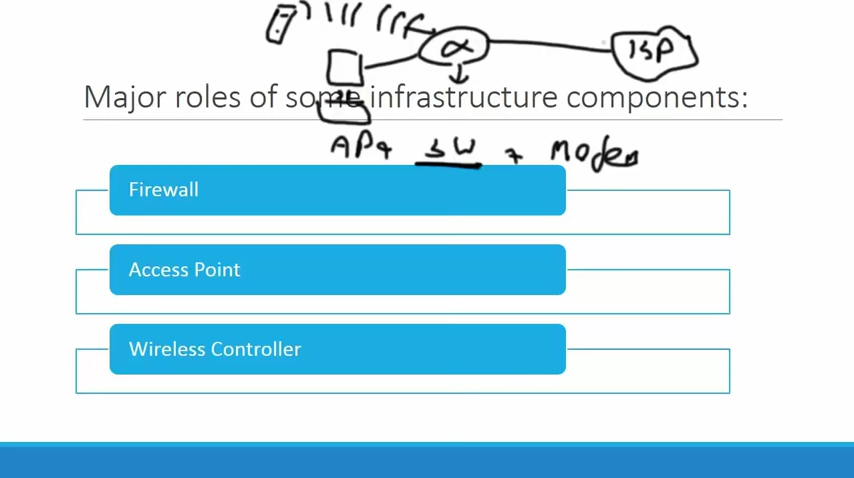 ISP
Major roles of some infrastructure components:
AP + SW + Modem
Firewall
Access Point
Wireless Controller